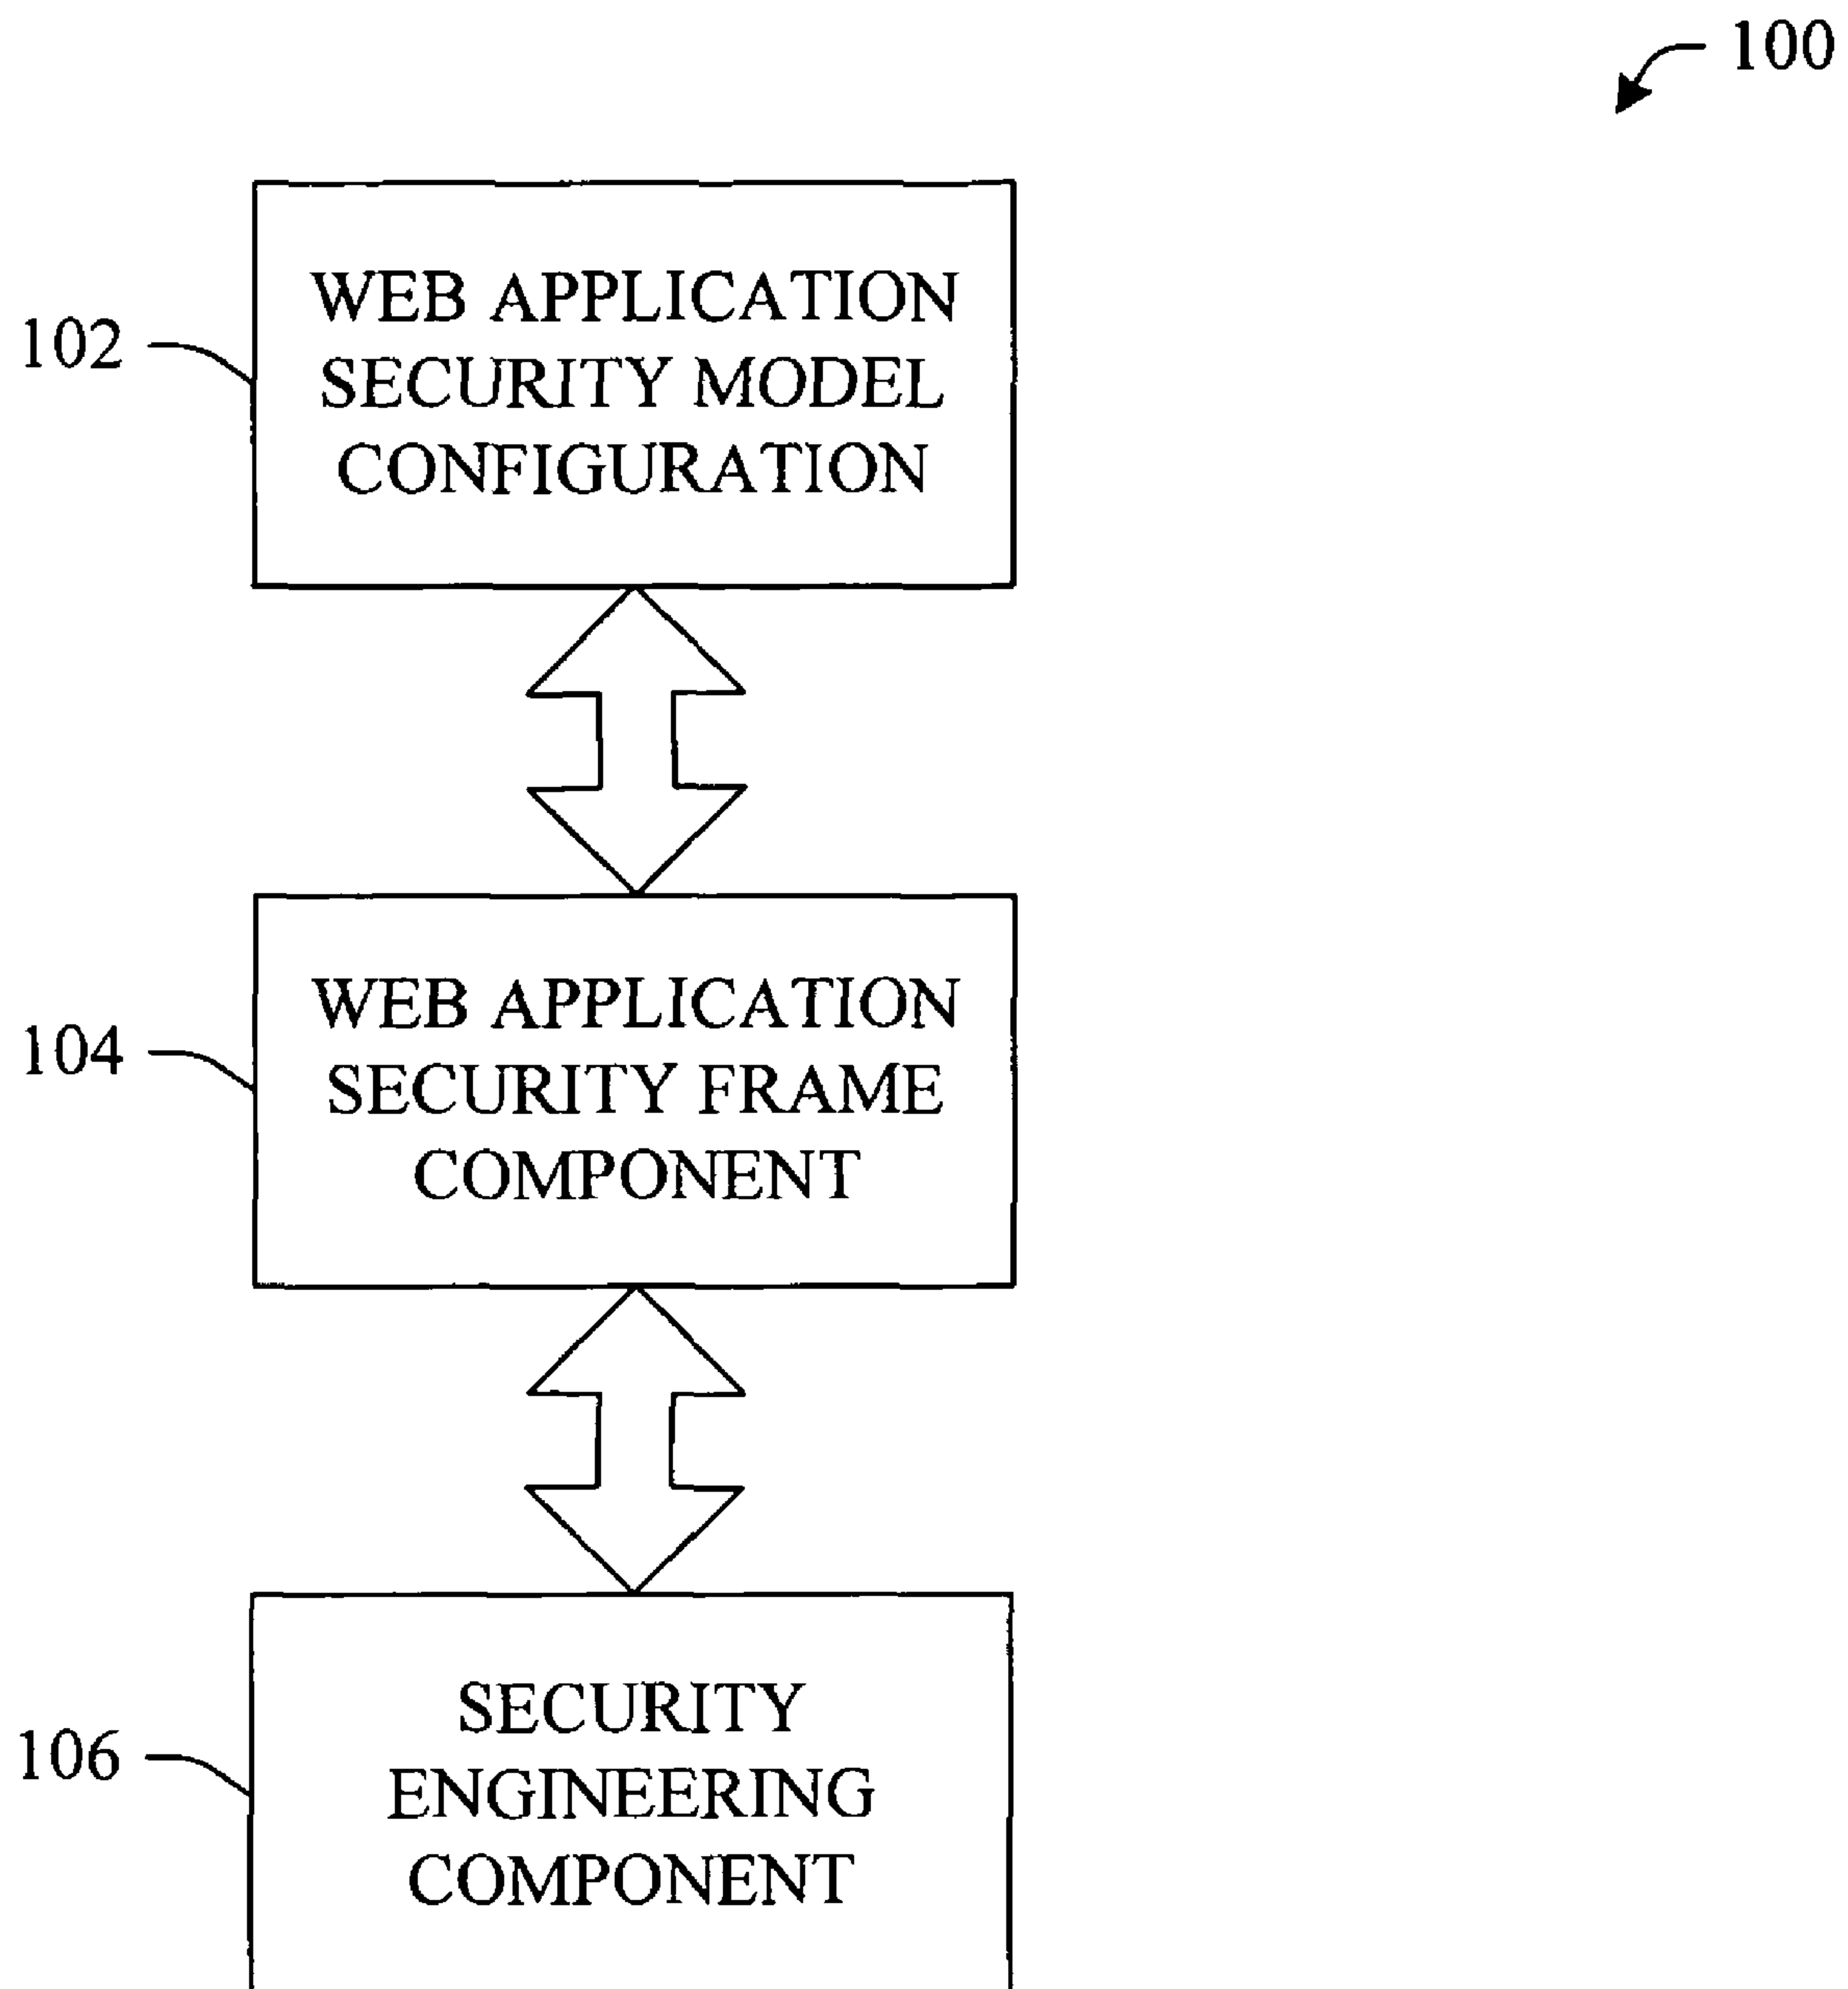 100
WEB APPLICATION
SECURITY MODEL
CONFIGURATION
102
WEB APPLICATION
SECURITY FRAME
COMPONENT
104
SECURITY
ENGINEERING
COMPONENT
106